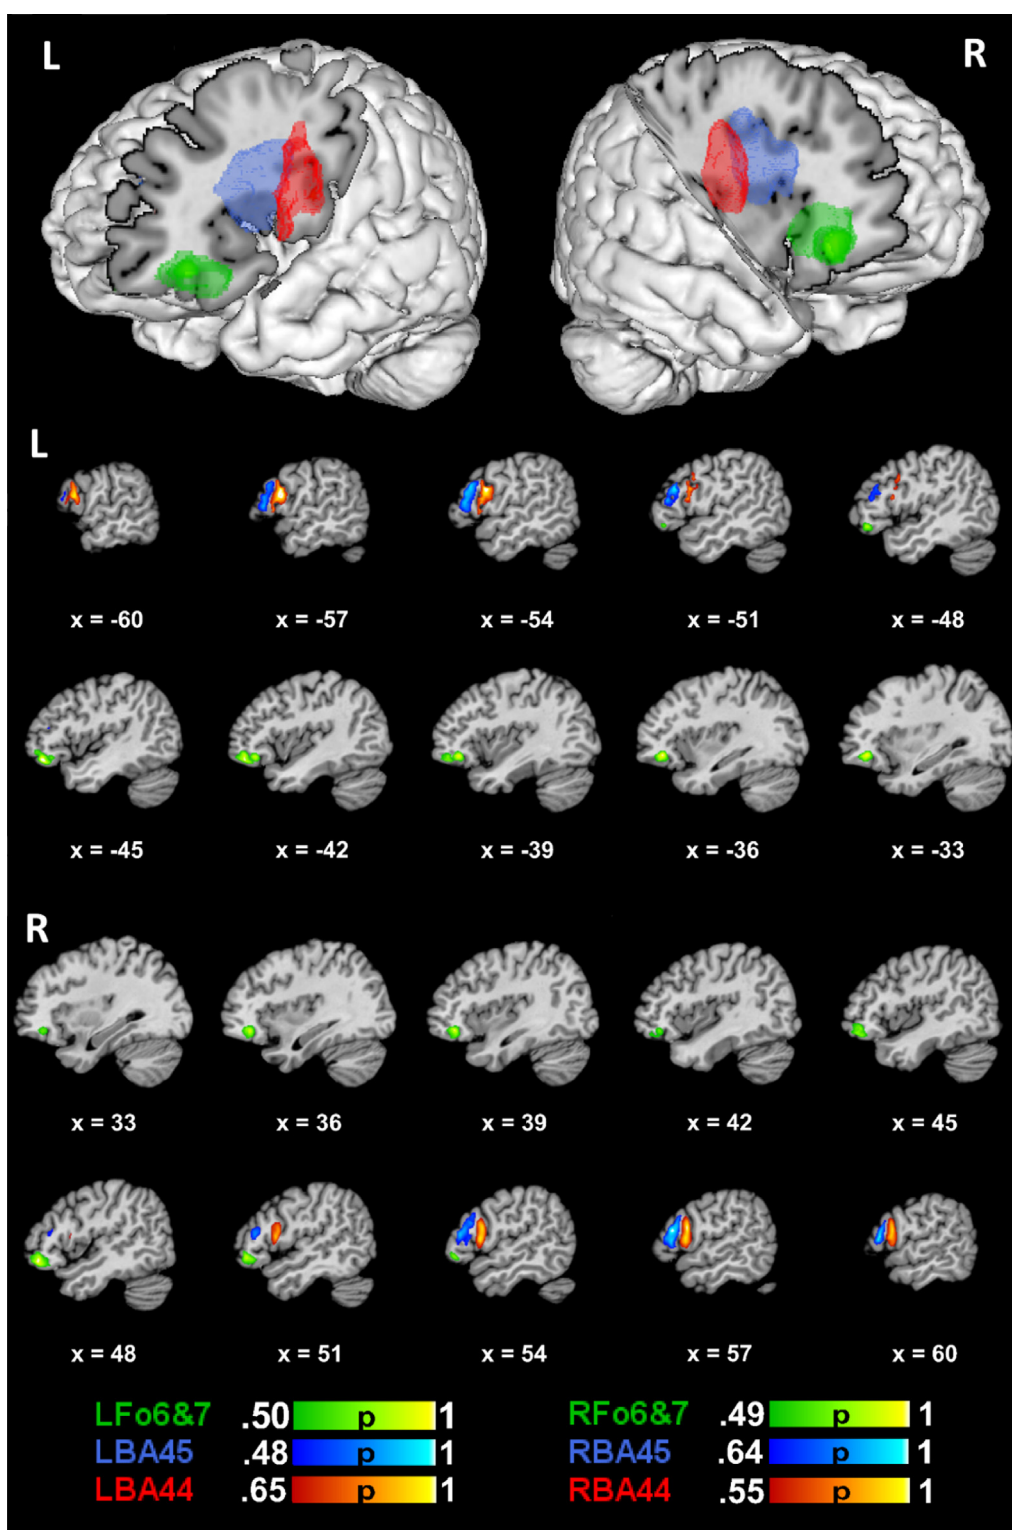 L R
L
x = -60 x = -57 x = -54 x = -51 x = -48
x = -45 x = -42 x = -39 x = -36 x = -33
R
x = 33 x = 36 x = 39 x = 42 x = 45
x = 48 x = 51 x = 54 x = 57 x = 60
LFo6&7 .50 p 1 RFo6&7 .49 p 1
LBA45 .48 p 1 RBA45 .64 p 1
LBA44 .65 p 1 RBA44 .55 p 1